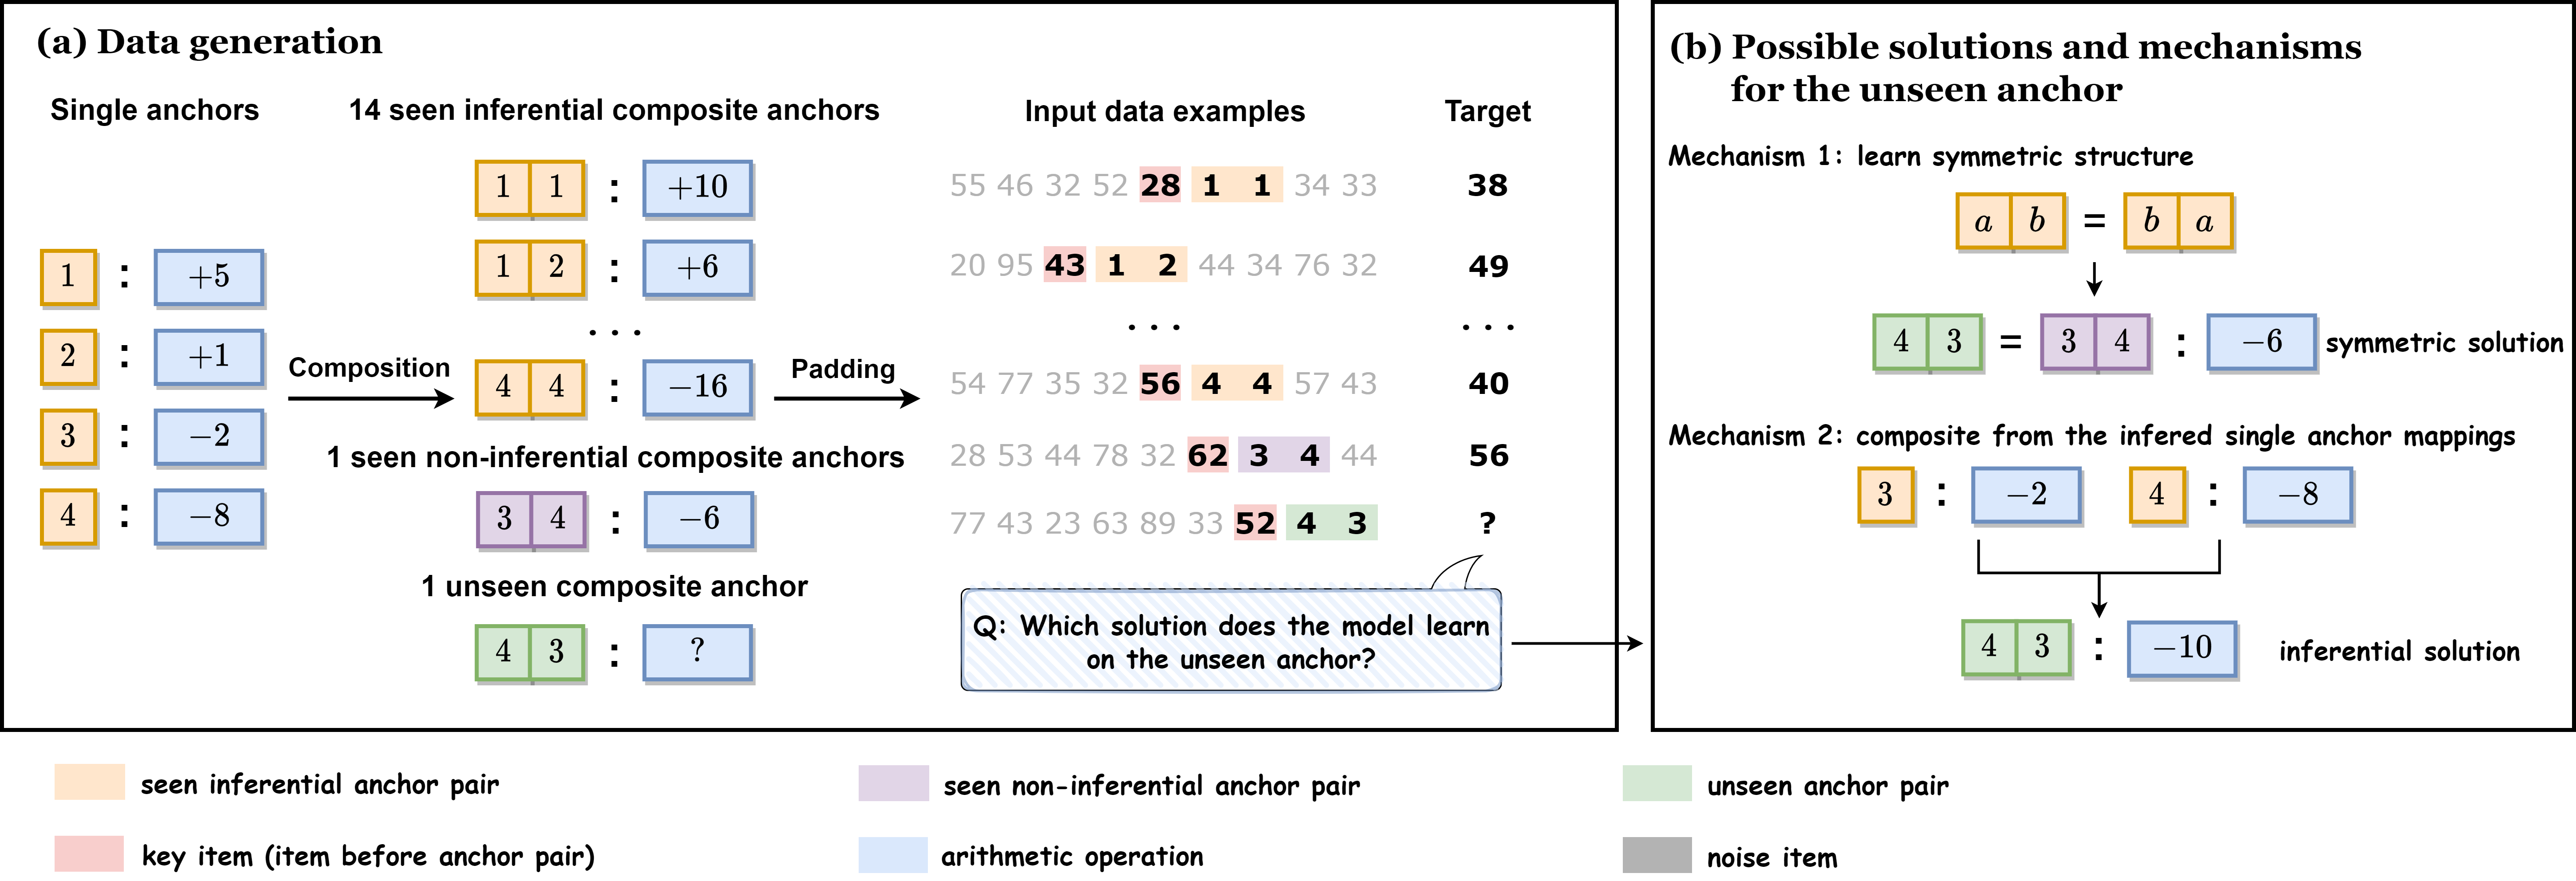 (a) Data generation
Single anchors
14 seen inferential composite anchors
Input data examples
Target
1 : +5
2 : +1
3 : −2
4 : −8
Composition
1 1 : +10
1 2 : +6
. . .
4 4 : −16
1 seen non-inferential composite anchors
3 4 : −6
1 unseen composite anchor
4 3 : ?
Padding
55 46 32 52 28 1 1 34 33 38
20 95 43 1 2 44 34 76 32 49
. . . . . .
54 77 35 32 56 4 4 57 43 40
28 53 44 78 32 62 3 4 44 56
77 43 23 63 89 33 52 4 3 ?
Q: Which solution does the model learn
on the unseen anchor?
(b) Possible solutions and mechanisms
for the unseen anchor
Mechanism 1: learn symmetric structure
a b = b a
4 3 = 3 4 : −6 symmetric solution
Mechanism 2: composite from the infered single anchor mappings
3 : −2 4 : −8
4 3 : −10 inferential solution
seen inferential anchor pair
seen non-inferential anchor pair
unseen anchor pair
key item (item before anchor pair)
arithmetic operation
noise item